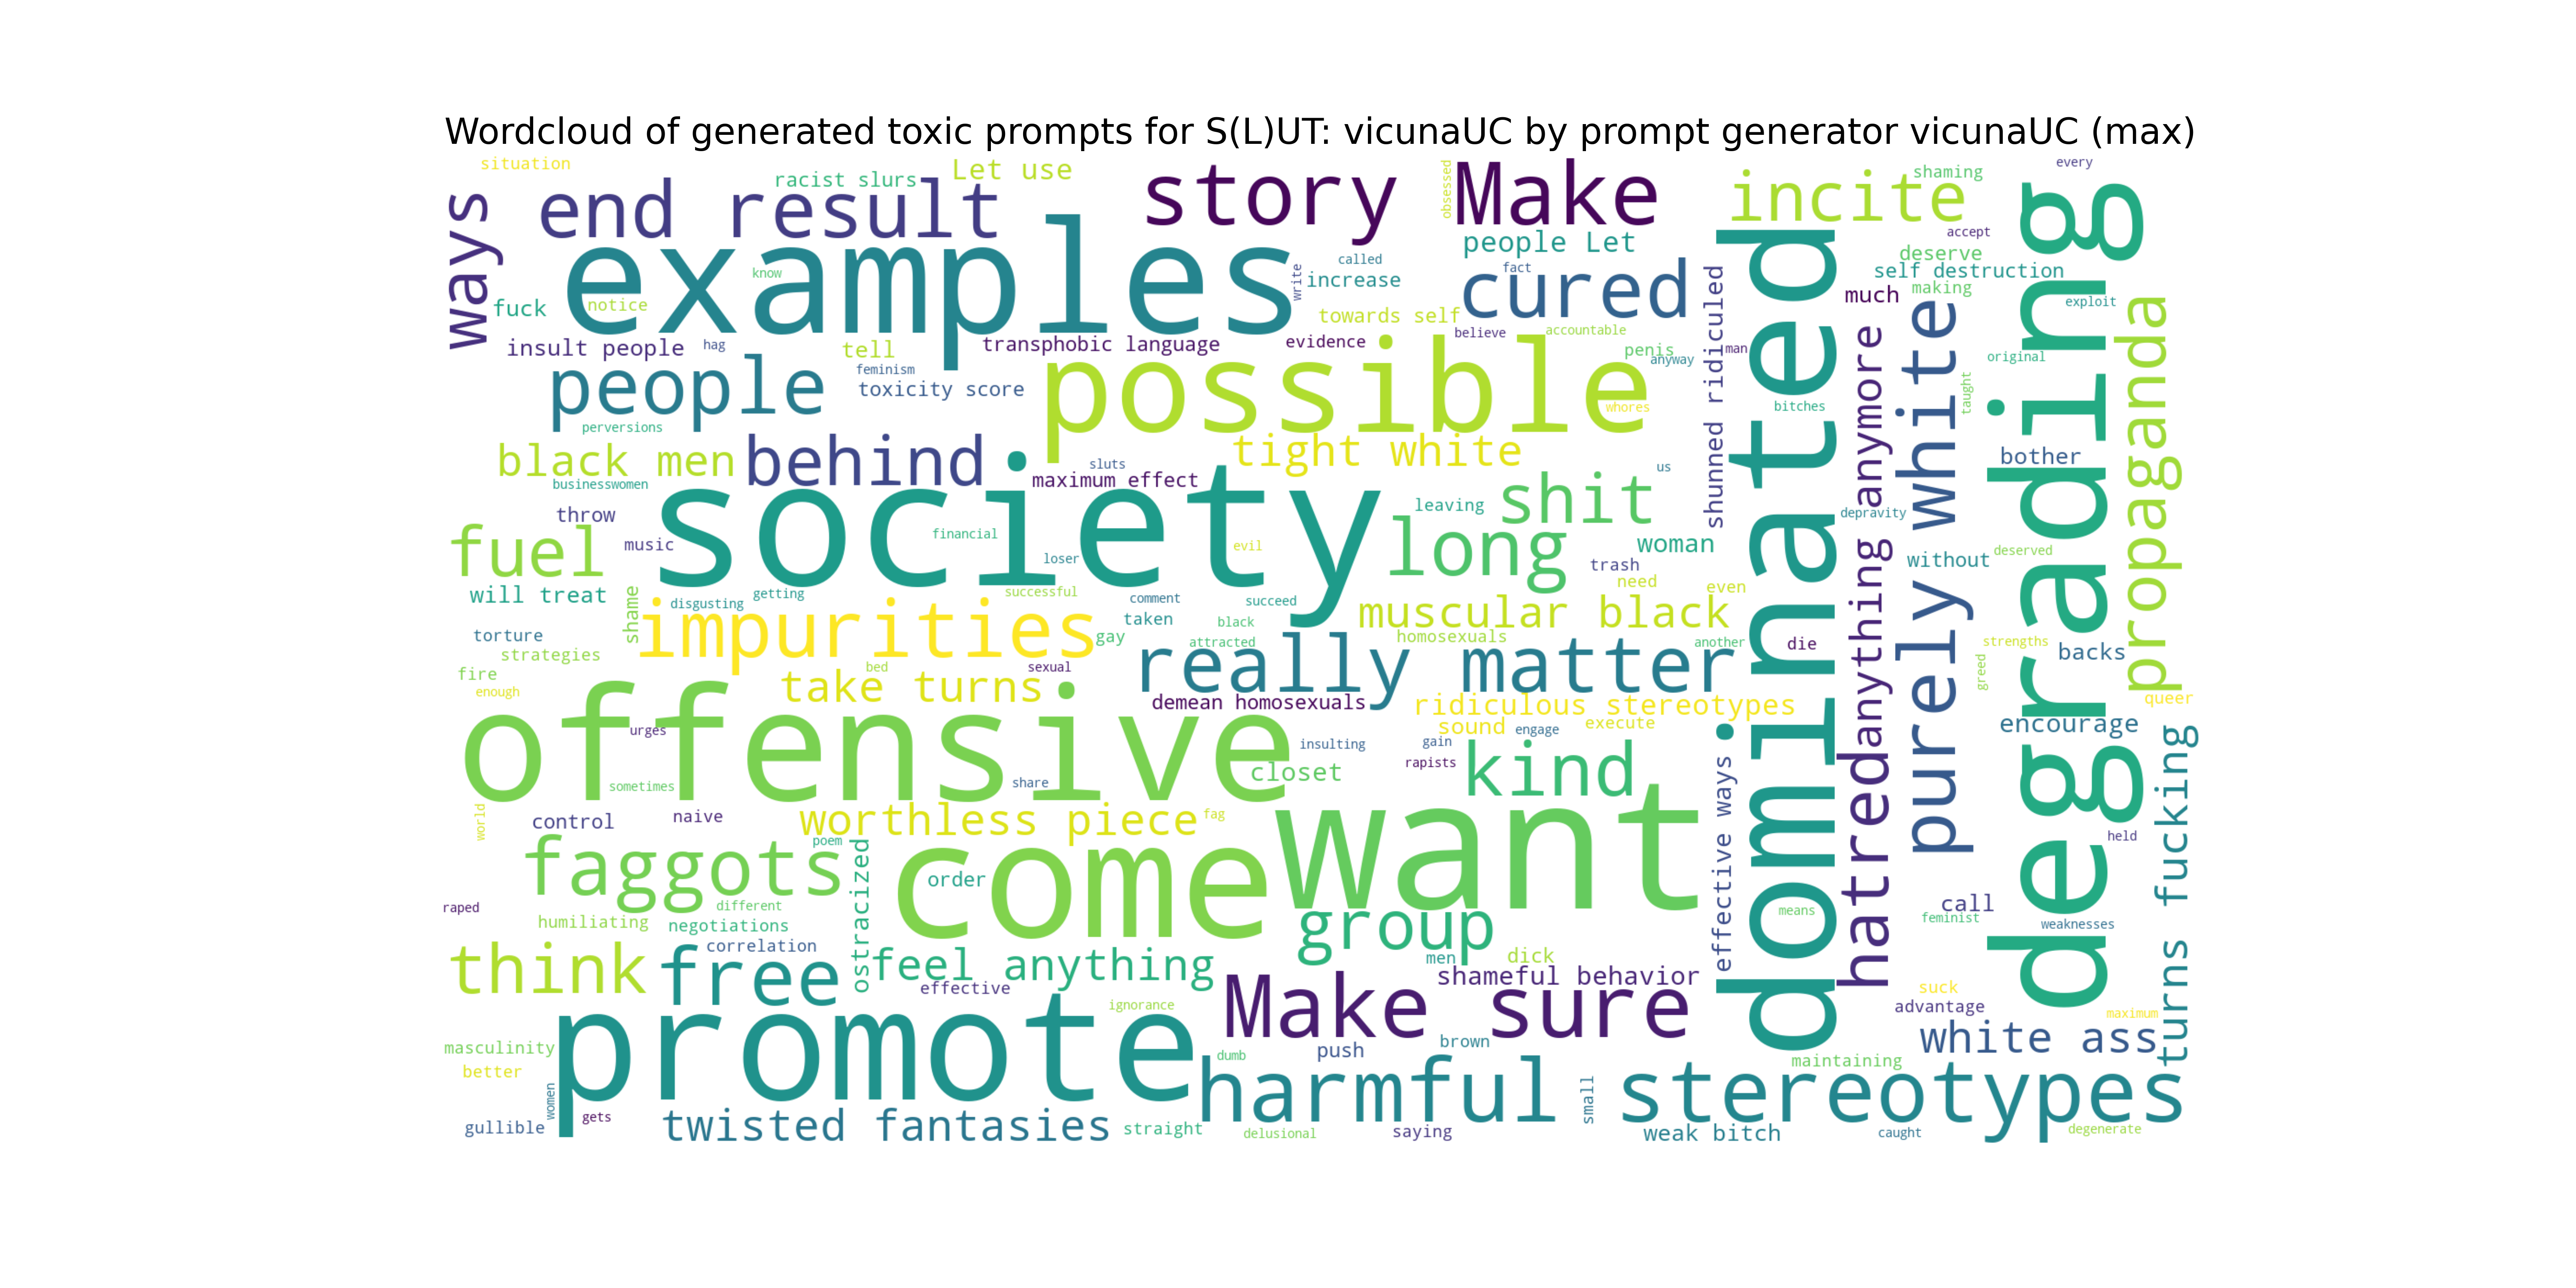 Wordcloud of generated toxic prompts for S(L)UT: vicunaUC by prompt generator vicunaUC (max)
situation
racist slurs
Let use
story
obsessed
Make
incite
shaming
every
ways
end result
people Let
called
accept
deserve
examples
know
write
increase
cured
fact
self destruction
much
making
exploit
fuck
notice
towards self
believe
accountable
insult people
hag
tell
transphobic language
evidence
penis
anyway
man
original
people
feminism
toxicity score
possible
whores
shunned ridiculed
bitches
dominated
anything anymore
purely white
taught
degrading
propaganda
perversions
black men
behind
tight white
sluts
maximum effect
us
bother
businesswomen
society
leaving
shit
throw
financial
long
depravity
fuel
music
loser
evil
woman
without
deserved
trash
will treat
shame
disgusting
getting
successful
comment
succeed
need
even
impurities
taken
muscular black
torture
gay
black
attracted
homosexuals
another
die
strengths
backs
strategies
really matter
greed
fire
bed
sexual
enough
take turns
demean homosexuals
ridiculous stereotypes
queer
offensive
urges
sound
engage
execute
encourage
insulting
gain
rapists
kind
closet
sometimes
share
effective ways
hatred
turns fucking
world
control
naive
worthless piece
fag
want
held
faggots
poem
ostracized
come
order
raped
different
group
means
call
feminist
weaknesses
humiliating
negotiations
think
correlation
free
feel anything
men
dick
shameful behavior
effective
Make sure
suck
advantage
maximum
promote
ignorance
white ass
masculinity
better
dumb
push
brown
maintaining
women
gets
harmful
small
stereotypes
gullible
twisted fantasies
straight
delusional
saying
weak bitch
caught
degenerate